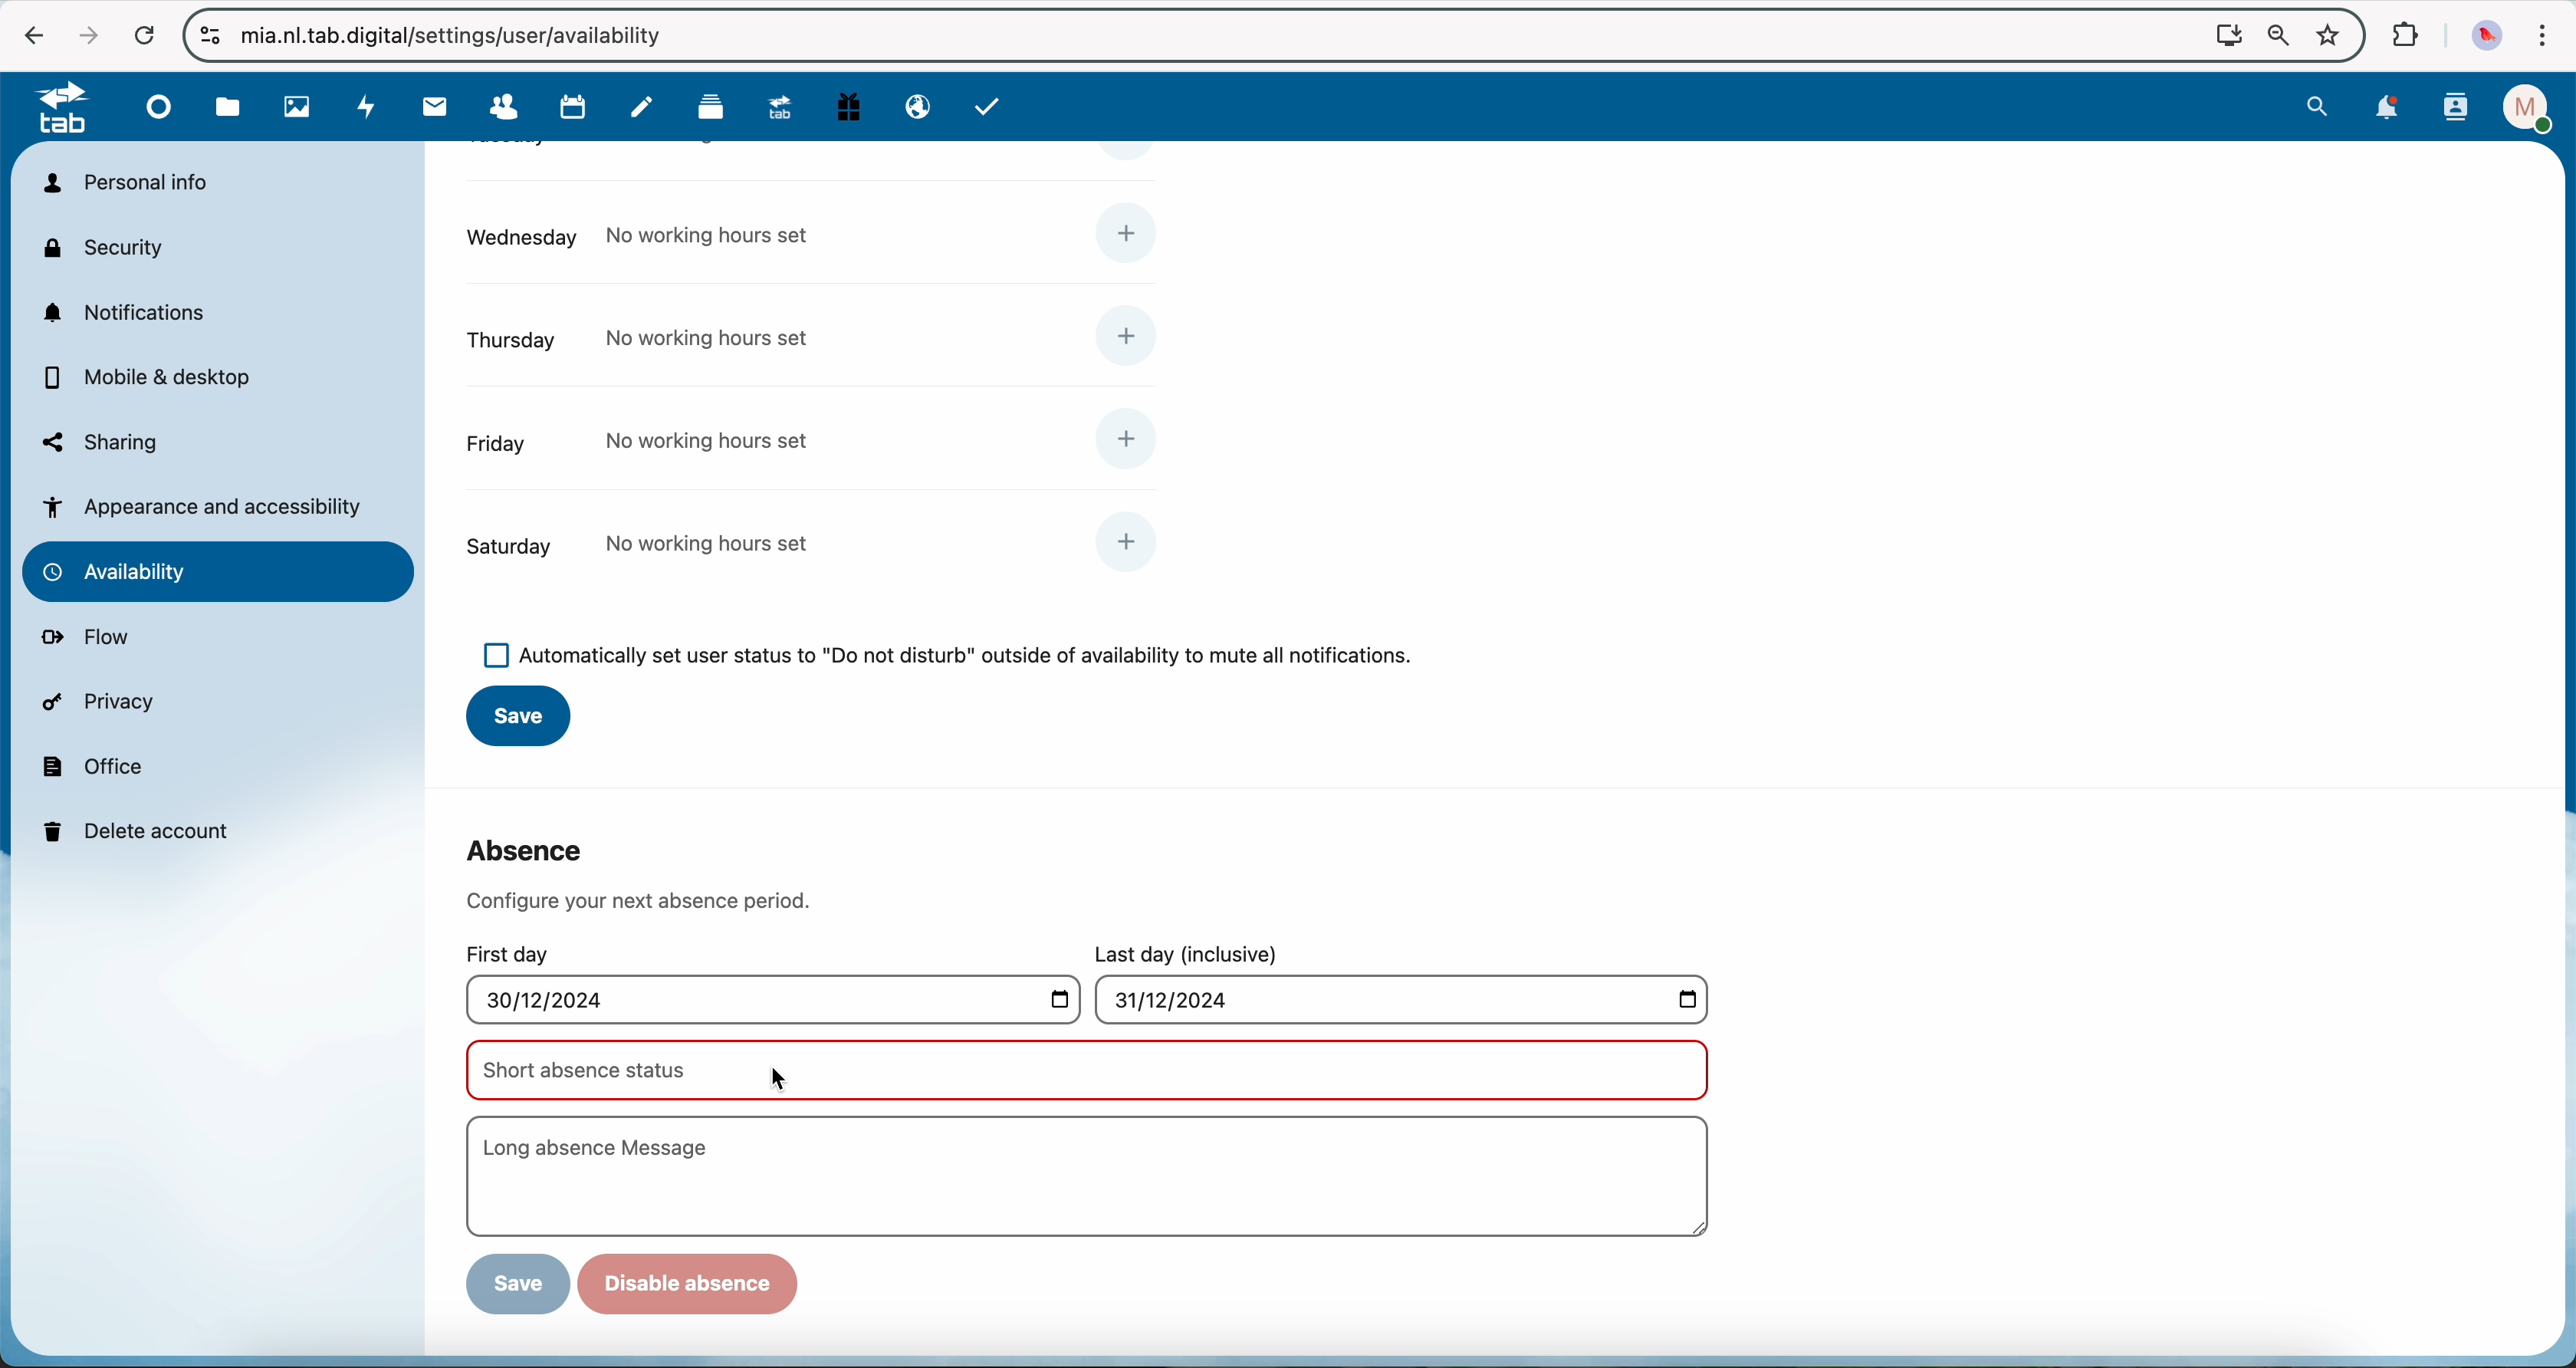 mia.nl.tab.digital/settings/user/availability
tab
tab
M
Personal info
Security
Notifications
Mobile & desktop
Sharing
Appearance and accessibility
Availability
Flow
Privacy
Office
Delete account
Wednesday No working hours set
Thursday No working hours set
Friday No working hours set
Saturday No working hours set
Automatically set user status to "Do not disturb" outside of availability to mute all notifications.
Save
Absence
Configure your next absence period.
First day Last day (inclusive)
30/12/2024 31/12/2024
Short absence status
Long absence Message
Save Disable absence